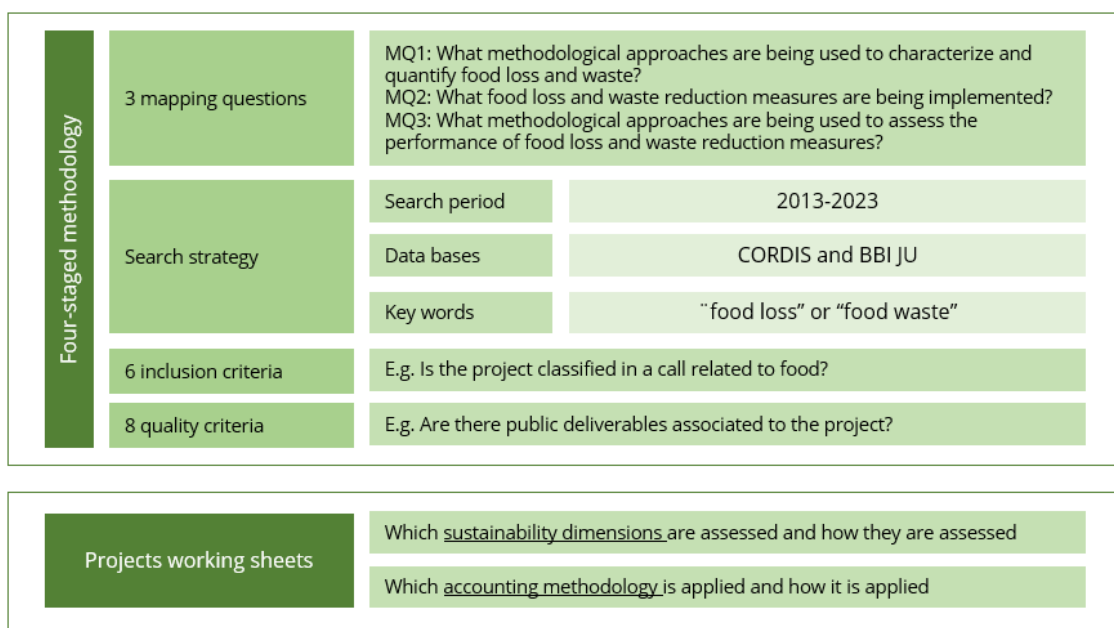 Four-staged methodology
3 mapping questions
MQ1: What methodological approaches are being used to characterize and
quantify food loss and waste?
MQ2: What food loss and waste reduction measures are being implemented?
MQ3: What methodological approaches are being used to assess the
performance of food loss and waste reduction measures?
Search strategy
Search period
2013-2023
Data bases
CORDIS and BBI JU
Key words
¨food loss” or “food waste”
6 inclusion criteria
E.g. Is the project classified in a call related to food?
8 quality criteria
E.g. Are there public deliverables associated to the project?
Projects working sheets
Which sustainability dimensions are assessed and how they are assessed
Which accounting methodology is applied and how it is applied